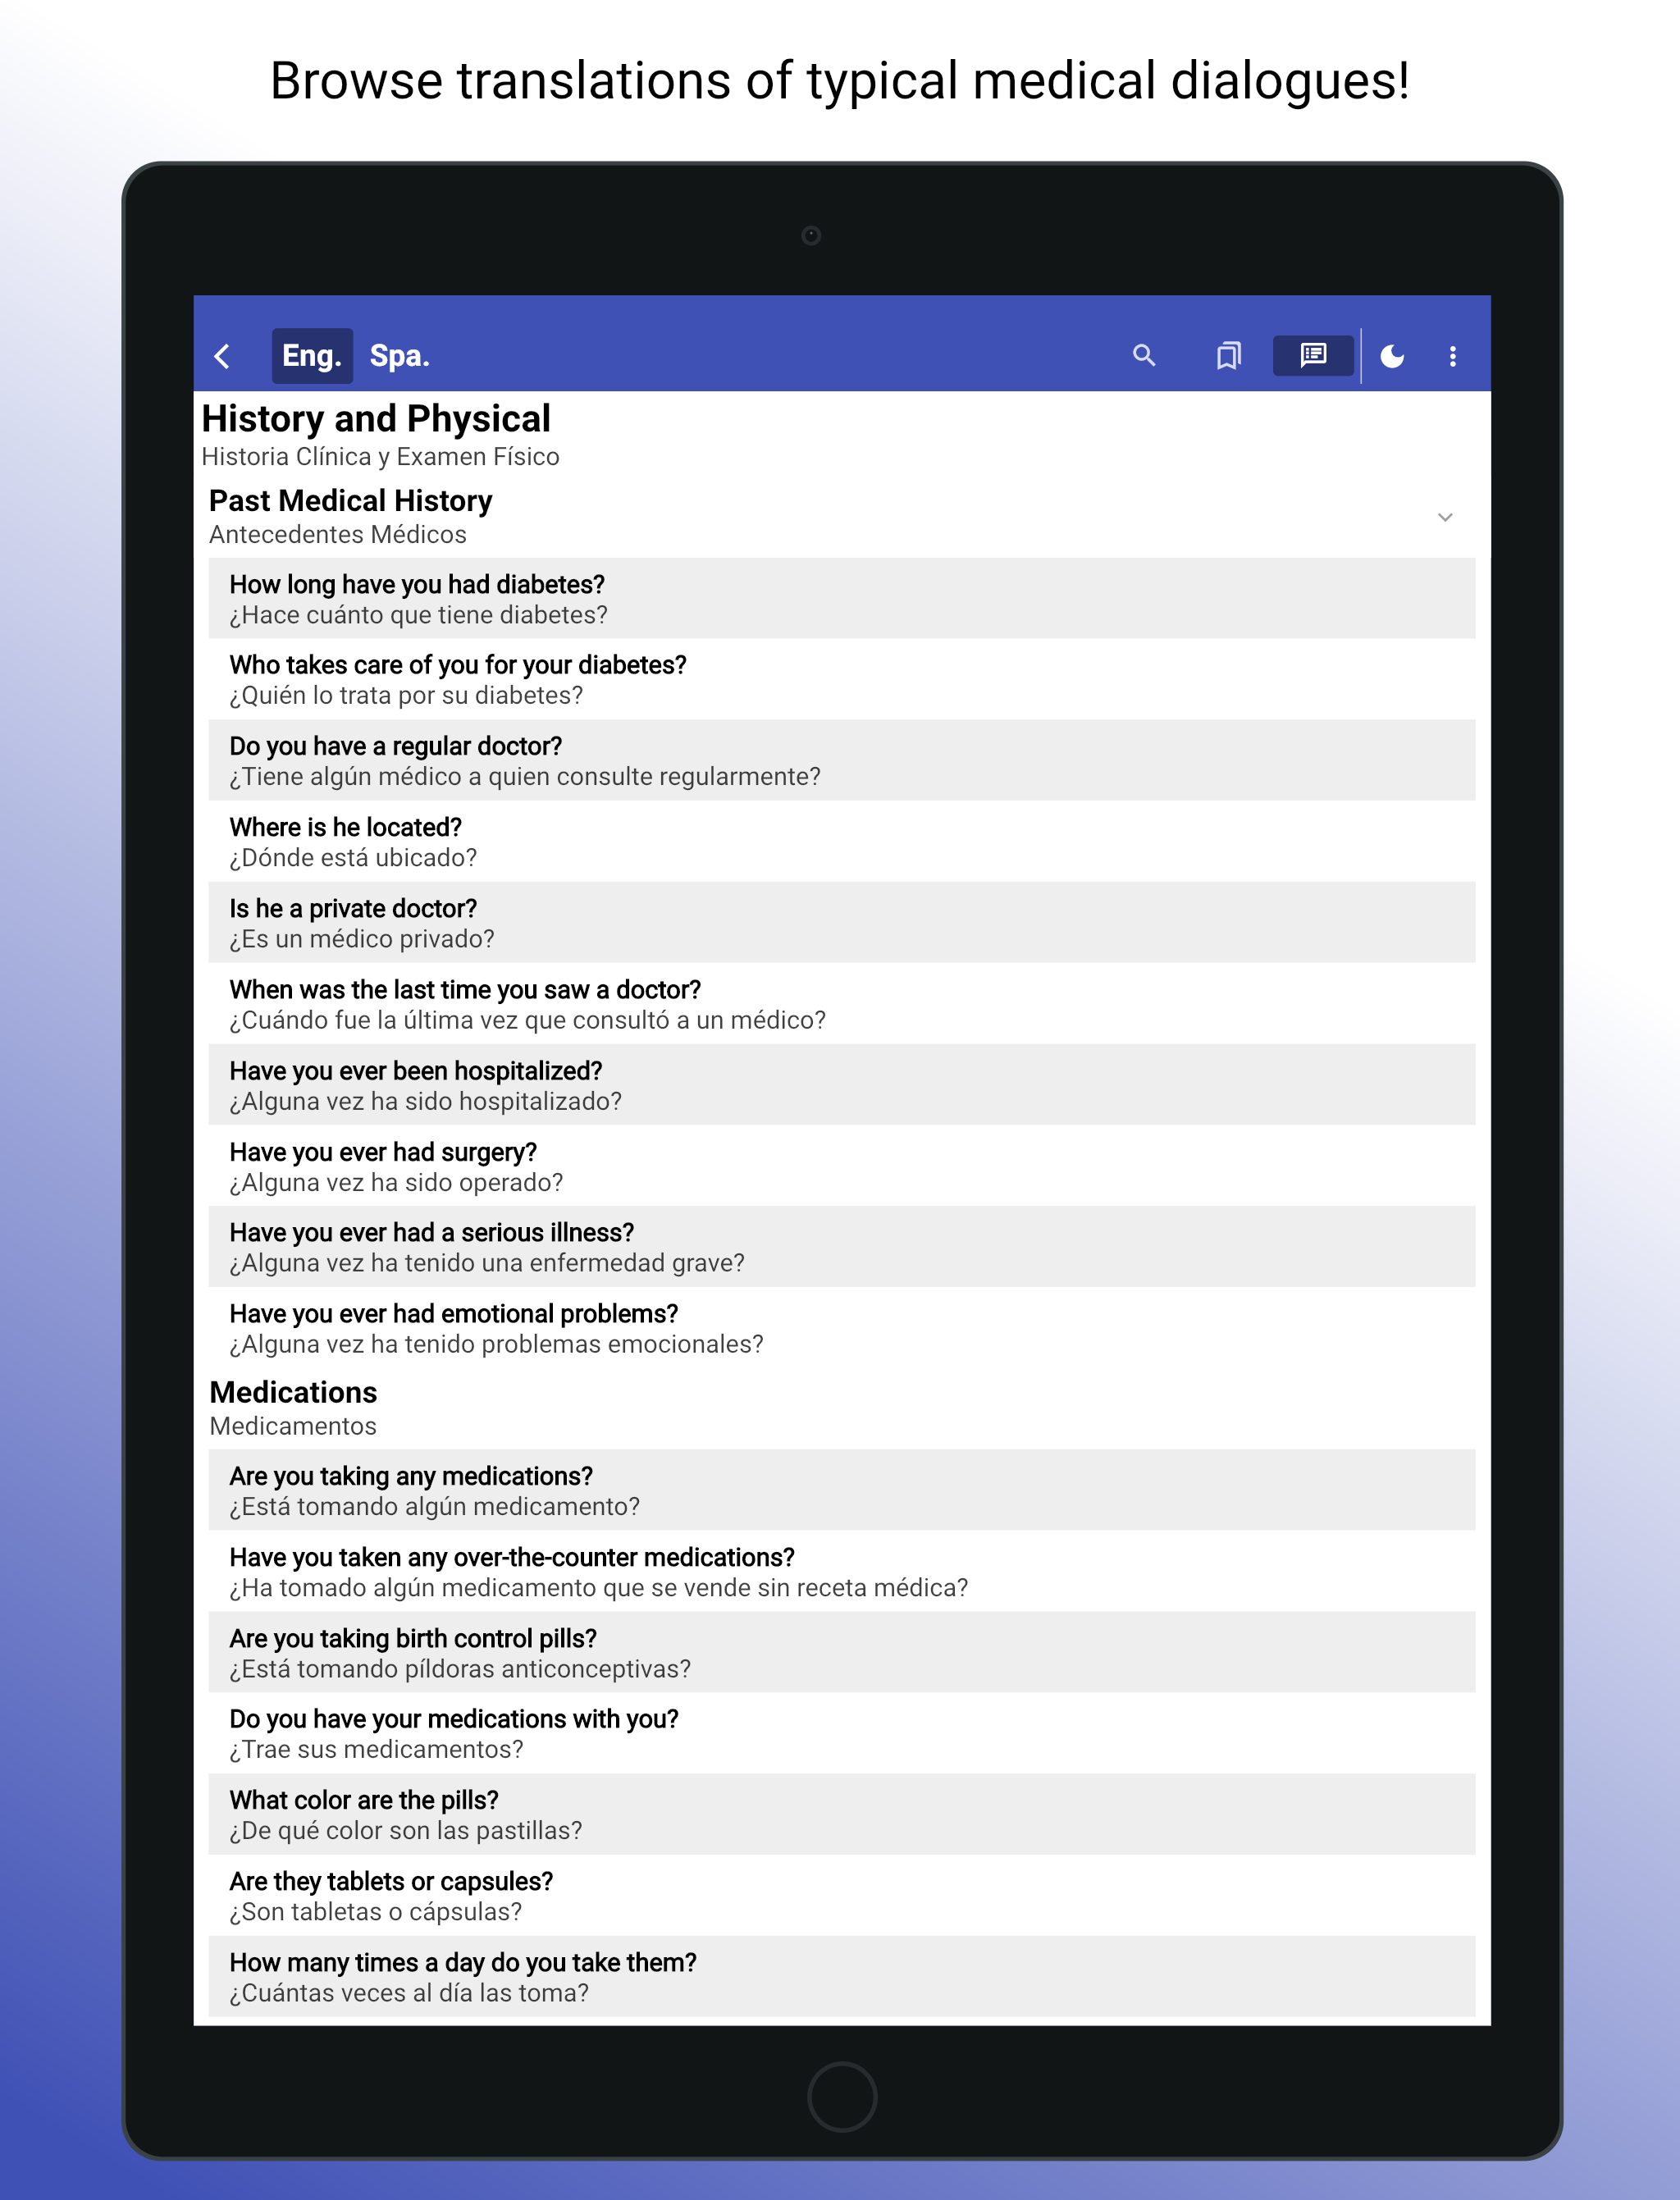 Browse translations of typical medical dialogues!
Eng. Spa.
History and Physical
Historia Clínica y Examen Físico
Past Medical History
Antecedentes Médicos
How long have you had diabetes?
¿Hace cuánto que tiene diabetes?
Who takes care of you for your diabetes?
¿Quién lo trata por su diabetes?
Do you have a regular doctor?
¿Tiene algún médico a quien consulte regularmente?
Where is he located?
¿Dónde está ubicado?
Is he a private doctor?
¿Es un médico privado?
When was the last time you saw a doctor?
¿Cuándo fue la última vez que consultó a un médico?
Have you ever been hospitalized?
¿Alguna vez ha sido hospitalizado?
Have you ever had surgery?
¿Alguna vez ha sido operado?
Have you ever had a serious illness?
¿Alguna vez ha tenido una enfermedad grave?
Have you ever had emotional problems?
¿Alguna vez ha tenido problemas emocionales?
Medications
Medicamentos
Are you taking any medications?
¿Está tomando algún medicamento?
Have you taken any over-the-counter medications?
¿Ha tomado algún medicamento que se vende sin receta médica?
Are you taking birth control pills?
¿Está tomando píldoras anticonceptivas?
Do you have your medications with you?
¿Trae sus medicamentos?
What color are the pills?
¿De qué color son las pastillas?
Are they tablets or capsules?
¿Son tabletas o cápsulas?
How many times a day do you take them?
¿Cuántas veces al día las toma?